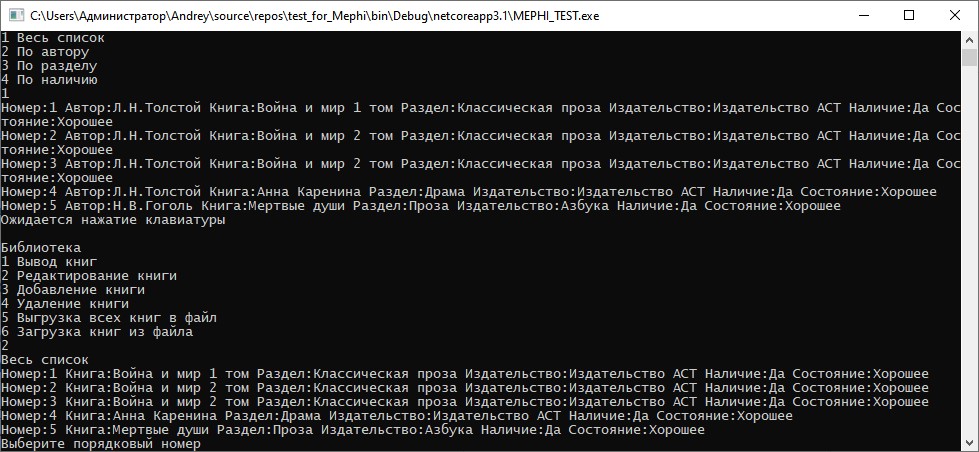 C:\Users\Администратор\Andrey\source\repos\test_for_Mephi\bin\Debug\netcoreapp3.1\MEPHI_TEST.exe
1 Весь список
2 По автору
3 По разделу
4 По наличию
1
Номер:1 Автор:Л.Н.Толстой Книга:Война и мир 1 том Раздел:Классическая проза Издательство:Издательство АСТ Наличие:Да Сос
тояние:Хорошее
Номер:2 Автор:Л.Н.Толстой Книга:Война и мир 2 том Раздел:Классическая проза Издательство:Издательство АСТ Наличие:Да Сос
тояние:Хорошее
Номер:3 Автор:Л.Н.Толстой Книга:Война и мир 2 том Раздел:Классическая проза Издательство:Издательство АСТ Наличие:Да Сос
тояние:Хорошее
Номер:4 Автор:Л.Н.Толстой Книга:Анна Каренина Раздел:Драма Издательство:Издательство АСТ Наличие:Да Состояние:Хорошее
Номер:5 Автор:Н.В.Гоголь Книга:Мертвые души Раздел:Проза Издательство:Азбука Наличие:Да Состояние:Хорошее
Ожидается нажатие клавиатуры
Библиотека
1 Вывод книг
2 Редактирование книги
3 Добавление книги
4 Удаление книги
5 Выгрузка всех книг в файл
6 Загрузка книг из файла
2
Весь список
Номер:1 Книга:Война и мир 1 том Раздел:Классическая проза Издательство:Издательство АСТ Наличие:Да Состояние:Хорошее
Номер:2 Книга:Война и мир 2 том Раздел:Классическая проза Издательство:Издательство АСТ Наличие:Да Состояние:Хорошее
Номер:3 Книга:Война и мир 2 том Раздел:Классическая проза Издательство:Издательство АСТ Наличие:Да Состояние:Хорошее
Номер:4 Книга:Анна Каренина Раздел:Драма Издательство:Издательство АСТ Наличие:Да Состояние:Хорошее
Номер:5 Книга:Мертвые души Раздел:Проза Издательство:Азбука Наличие:Да Состояние:Хорошее
Выберите порядковый номер